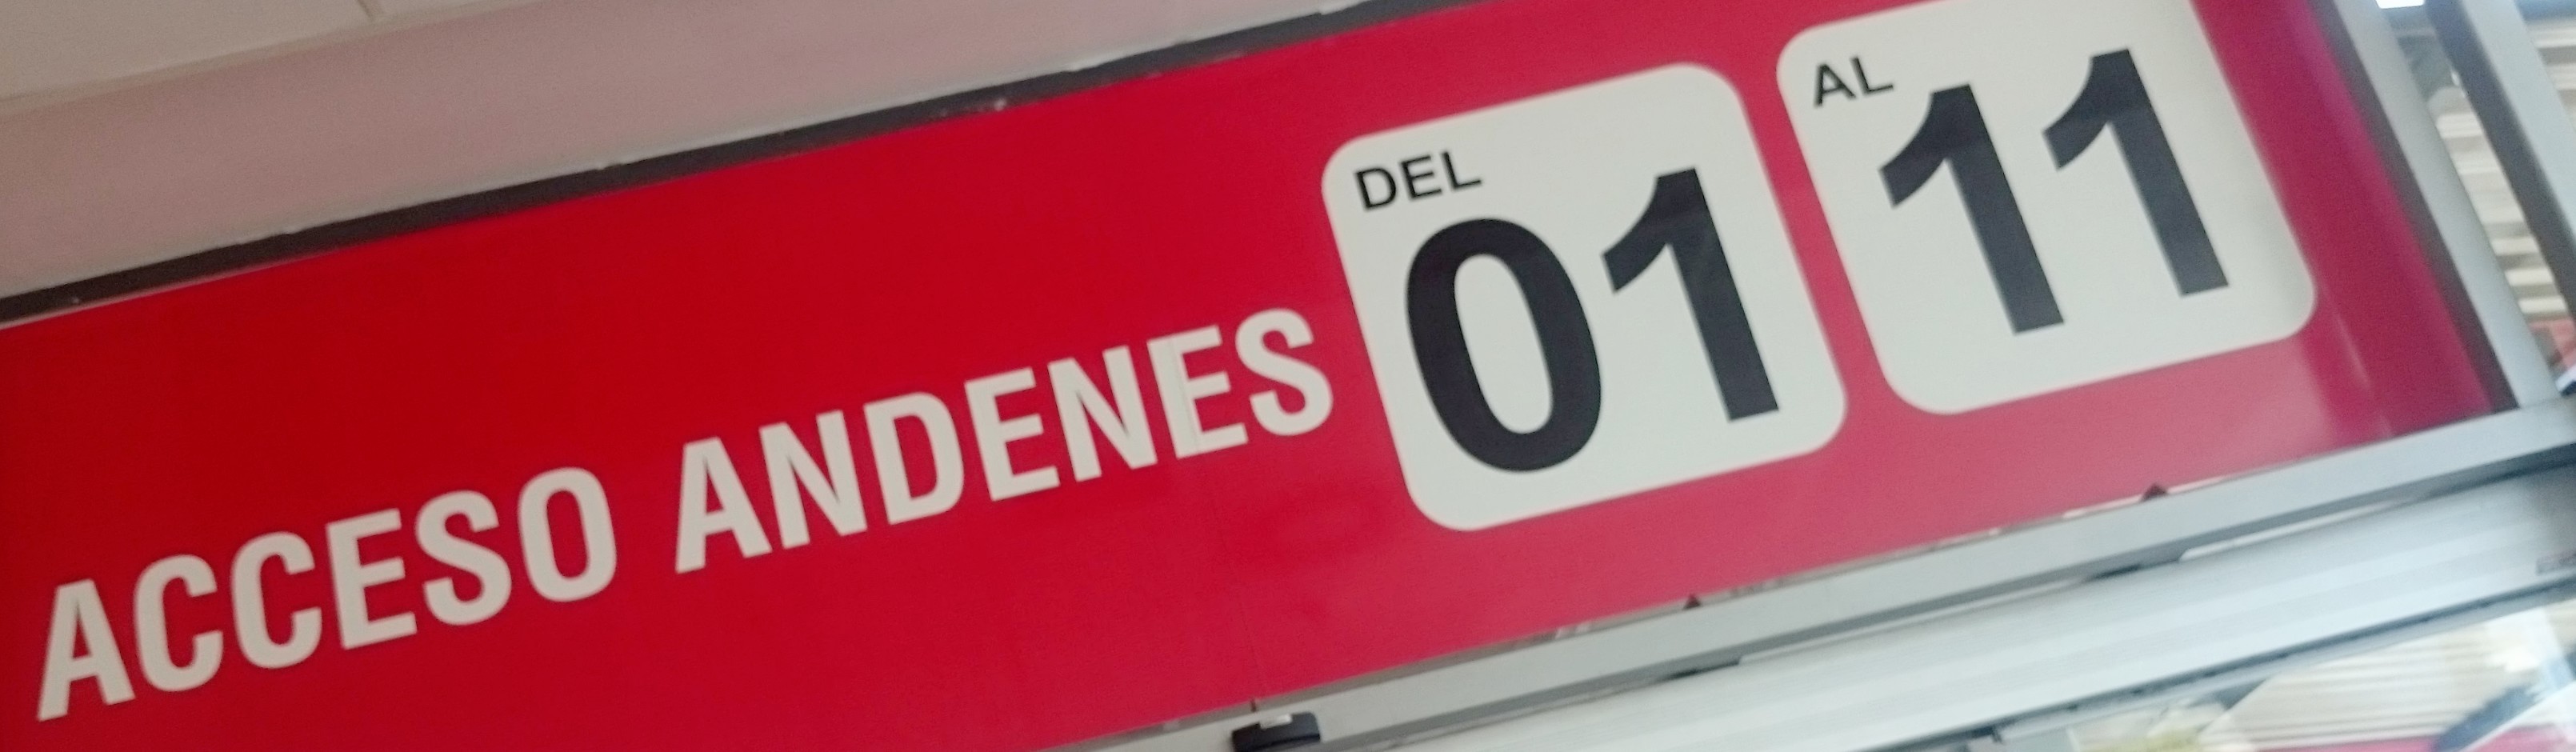 ACCESO ANDENES
DEL
01
AL
11